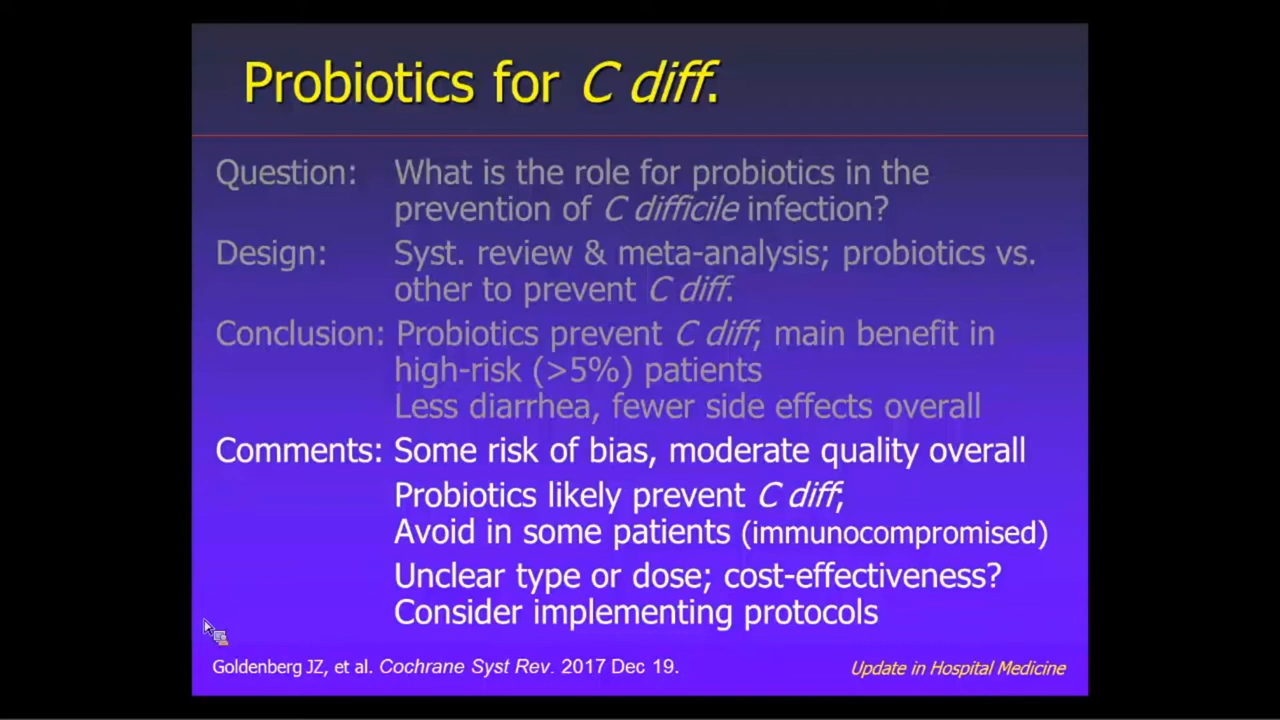 Probiotics for C diff.
Question: What is the role for probiotics in the
prevention of C difficile infection?
Design: Syst. review & meta-analysis; probiotics vs.
other to prevent C diff.
Conclusion: Probiotics prevent C diff; main benefit in
high-risk (>5%) patients
Less diarrhea, fewer side effects overall
Comments: Some risk of bias, moderate quality overall
Probiotics likely prevent C diff;
Avoid in some patients (immunocompromised)
Unclear type or dose; cost-effectiveness?
Consider implementing protocols
Goldenberg JZ, et al. Cochrane Syst Rev. 2017 Dec 19.
Update in Hospital Medicine